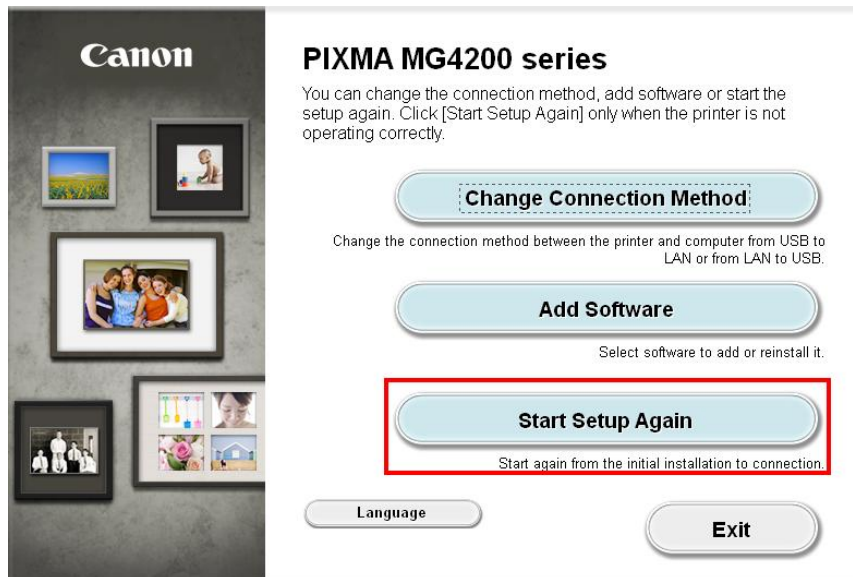 Canon
PIXMA MG4200 series
You can change the connection method, add software or start the
setup again. Click [Start Setup Again] only when the printer is not
operating correctly.
Change Connection Method
Change the connection method between the printer and computer from USB to
LAN or from LAN to USB.
Add Software
Select software to add or reinstall it.
Start Setup Again
Start again from the initial installation to connection.
Language
Exit